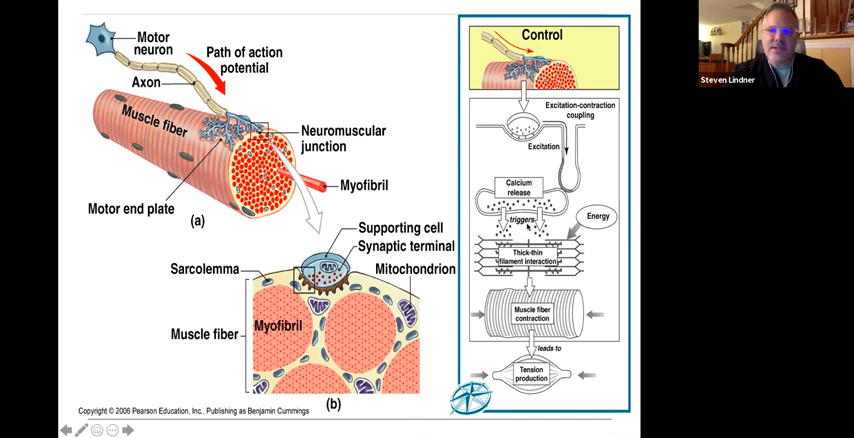 Motor
neuron
Path of action
potential
Axon
Muscle fiber
Neuromuscular
junction
Myofibril
Motor end plate
(a)
Supporting cell
Synaptic terminal
Sarcolemma
Mitochondrion
Muscle fiber
Myofibril
(b)
Copyright © 2006 Pearson Education, Inc., Publishing as Benjamin Cummings
Control
Excitation-contraction
coupling
Excitation
Calcium
release
triggers
Energy
Thick-thin
filament interaction
Muscle fiber
contraction
leads to
Tension
production
Steven Lindner